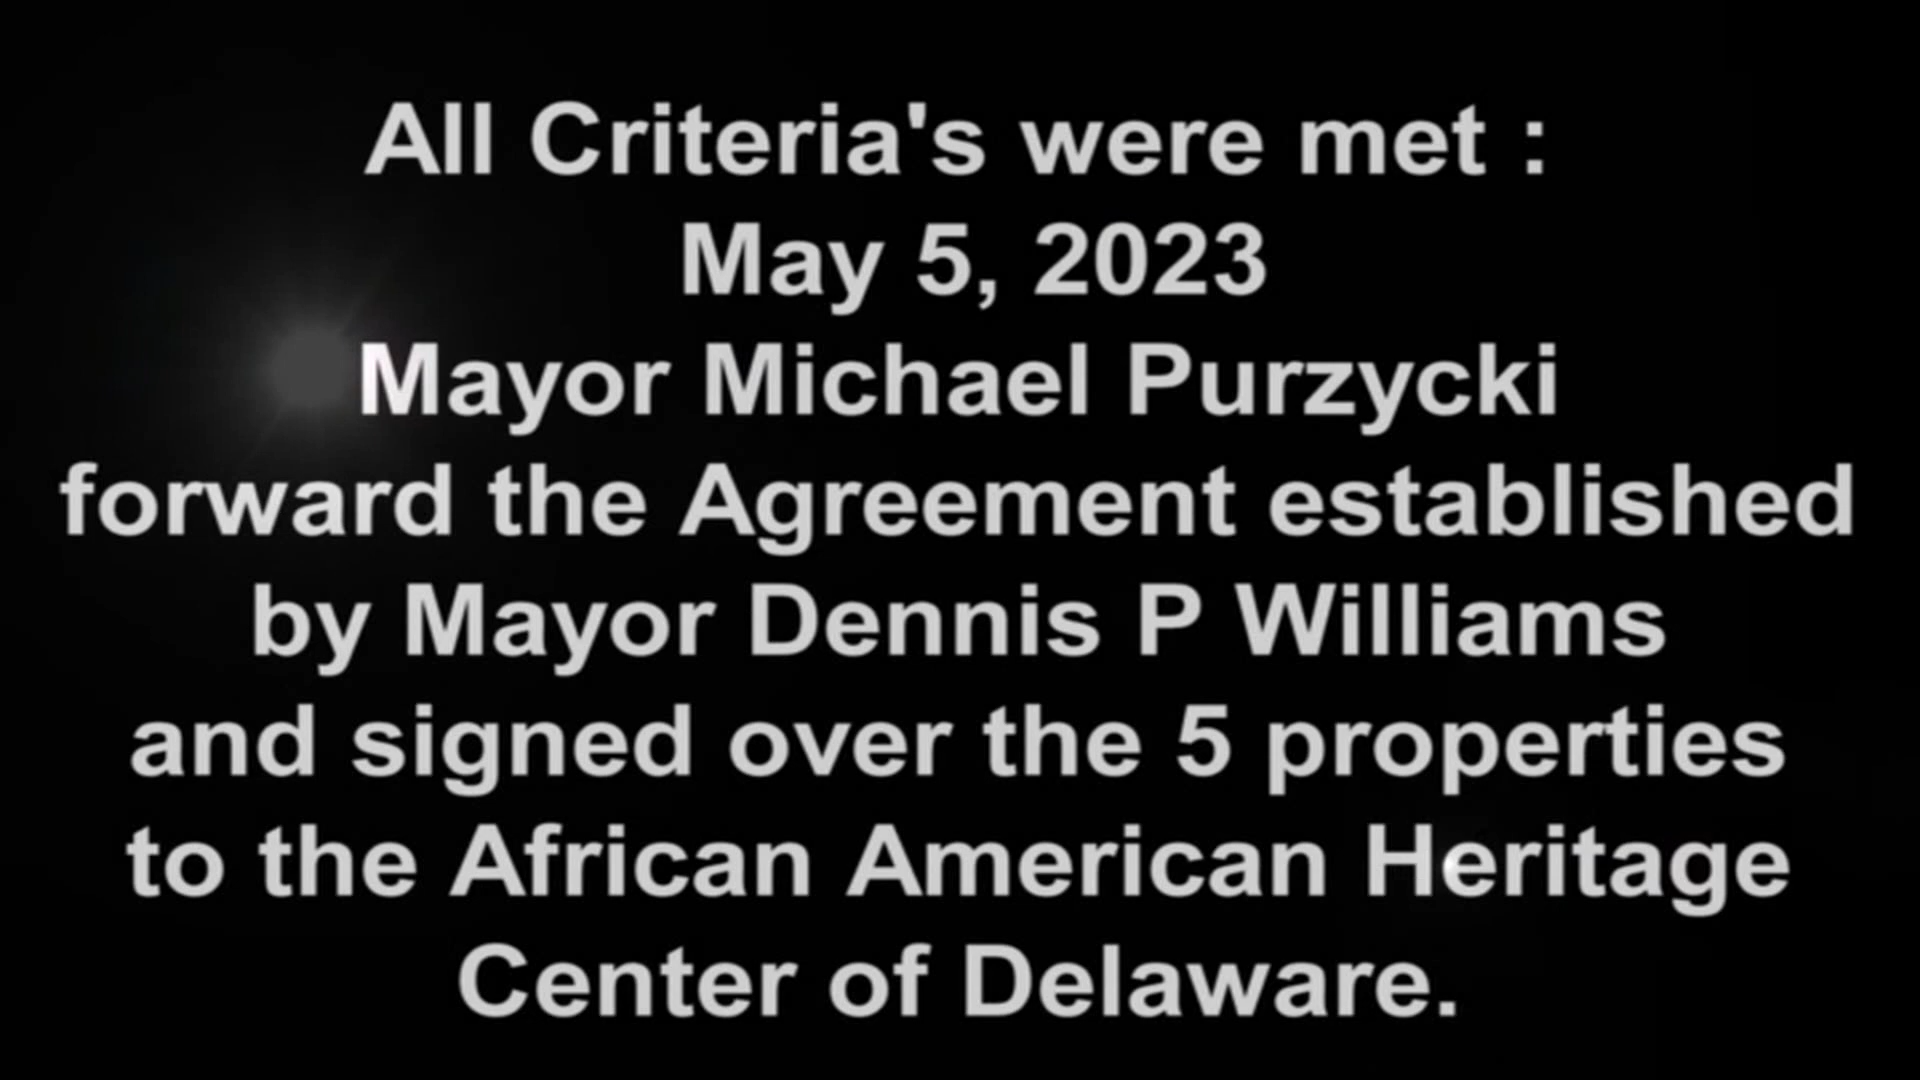 All Criteria's were met :
May 5, 2023
Mayor Michael Purzycki
forward the Agreement established
by Mayor Dennis P Williams
and signed over the 5 properties
to the African American Heritage
Center of Delaware.